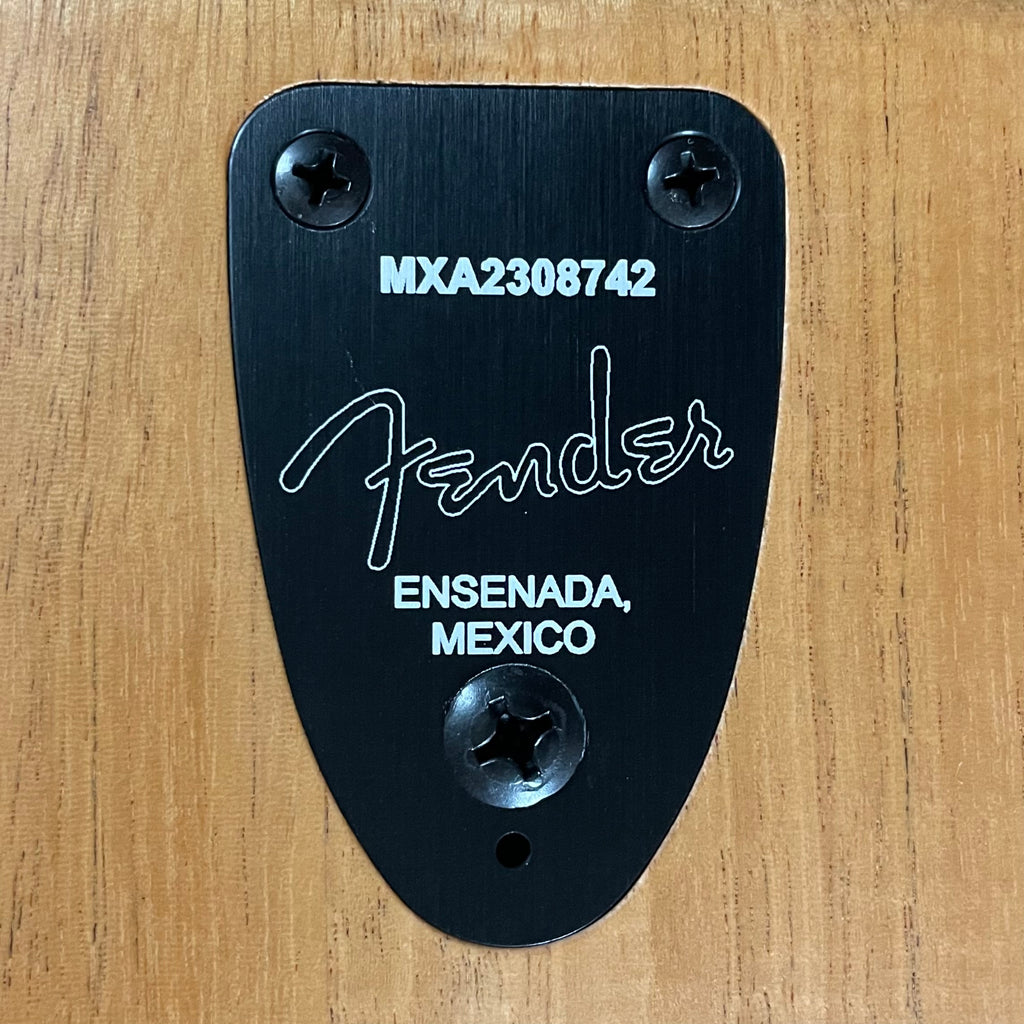 MXA2308742
Fender
ENSENADA,
MEXICO